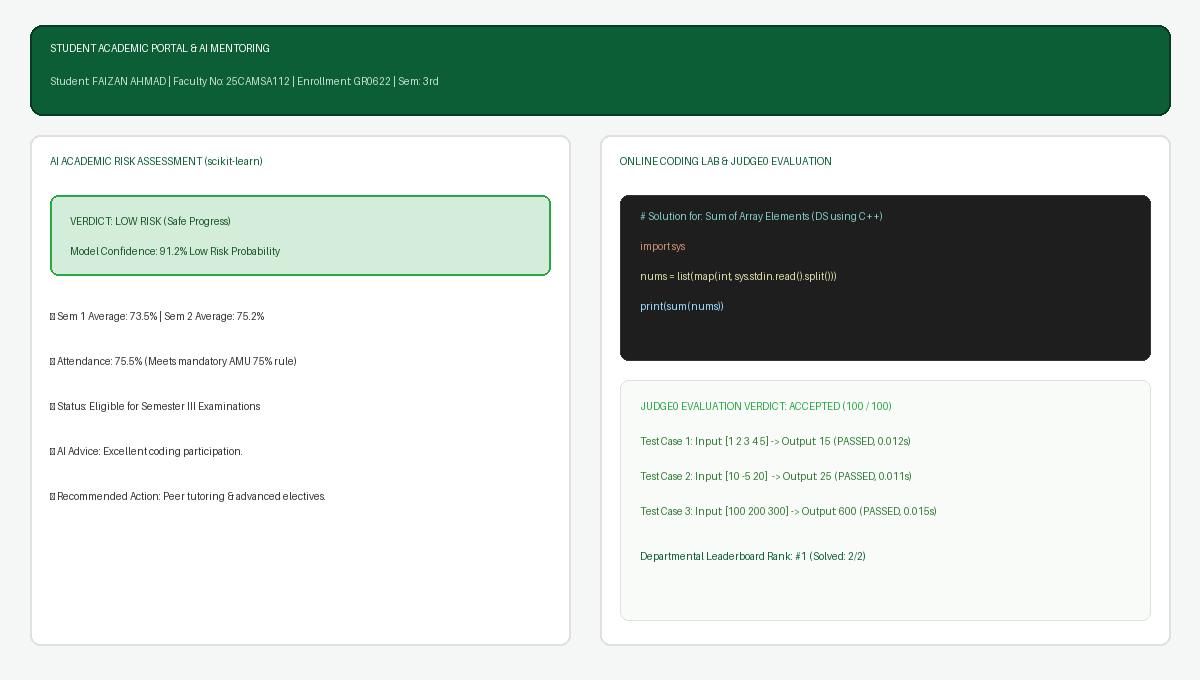 STUDENT ACADEMIC PORTAL & AI MENTORING
Student: FAIZAN AHMAD | Faculty No: 25CAMSA112 | Enrollment: GR0622 | Sem: 3rd
AI ACADEMIC RISK ASSESSMENT (scikit-learn)
VERDICT: LOW RISK (Safe Progress)
Model Confidence: 91.2% Low Risk Probability
Sem 1 Average: 73.5% | Sem 2 Average: 75.2%
Attendance: 75.5% (Meets mandatory AMU 75% rule)
Status: Eligible for Semester III Examinations
AI Advice: Excellent coding participation.
Recommended Action: Peer tutoring & advanced electives.
ONLINE CODING LAB & JUDGE0 EVALUATION
# Solution for: Sum of Array Elements (DS using C++)
import sys
nums = list(map(int, sys.stdin.read().split()))
print(sum(nums))
JUDGE0 EVALUATION VERDICT: ACCEPTED (100 / 100)
Test Case 1: Input: [1 2 3 4 5] -> Output: 15 (PASSED, 0.012s)
Test Case 2: Input: [10 -5 20] -> Output: 25 (PASSED, 0.011s)
Test Case 3: Input: [100 200 300] -> Output: 600 (PASSED, 0.015s)
Departmental Leaderboard Rank: #1 (Solved: 2/2)